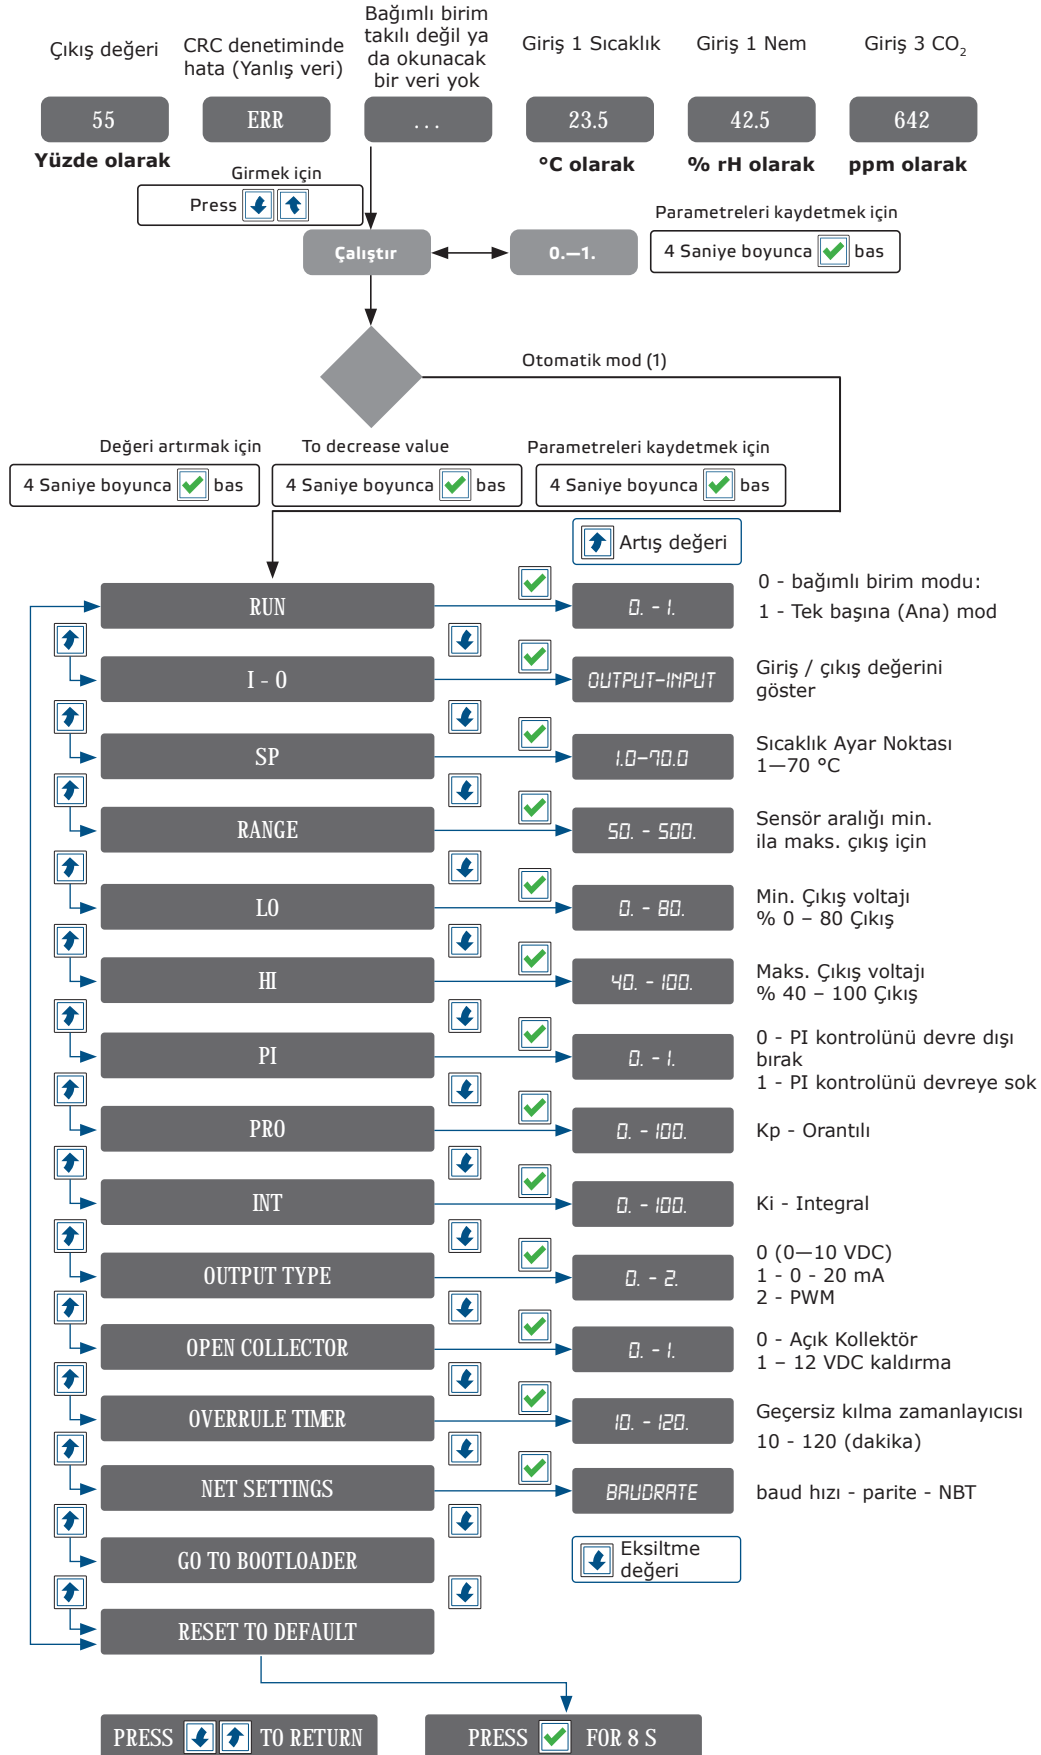 Çıkış değeri
CRC denetiminde
hata (Yanlış veri)
Bağımlı birim
takılı değil ya
da okunacak
bir veri yok
Giriş 1 Sıcaklık
Giriş 1 Nem
Giriş 3 CO₂
55
ERR
...
23.5
42.5
642
Yüzde olarak
°C olarak
% rH olarak
ppm olarak
Girmek için
Press
Çalıştır
0.—1.
Parametreleri kaydetmek için
4 Saniye boyunca bas
Otomatik mod (1)
Değeri artırmak için
4 Saniye boyunca bas
To decrease value
4 Saniye boyunca bas
Parametreleri kaydetmek için
4 Saniye boyunca bas
Artış değeri
RUN
0. - 1.
0 - bağımlı birim modu:
1 - Tek başına (Ana) mod
I - O
OUTPUT-INPUT
Giriş / çıkış değerini
göster
SP
1.0-70.0
Sıcaklık Ayar Noktası
1—70 °C
RANGE
50. - 500.
Sensör aralığı min.
ila maks. çıkış için
LO
0. - 80.
Min. Çıkış voltajı
% 0 – 80 Çıkış
HI
40. - 100.
Maks. Çıkış voltajı
% 40 – 100 Çıkış
PI
0. - 1.
0 - PI kontrolünü devre dışı
bırak
1 - PI kontrolünü devreye sok
PRO
0. - 100.
Kp - Orantılı
INT
0. - 100.
Ki - Integral
OUTPUT TYPE
0. - 2.
0 (0—10 VDC)
1 - 0 - 20 mA
2 - PWM
OPEN COLLECTOR
0. - 1.
0 - Açık Kollektör
1 – 12 VDC kaldırma
OVERRULE TIMER
10. - 120.
Geçersiz kılma zamanlayıcısı
10 - 120 (dakika)
NET SETTINGS
BAUDRATE
baud hızı - parite - NBT
GO TO BOOTLOADER
Eksiltme
değeri
RESET TO DEFAULT
PRESS TO RETURN
PRESS FOR 8 S